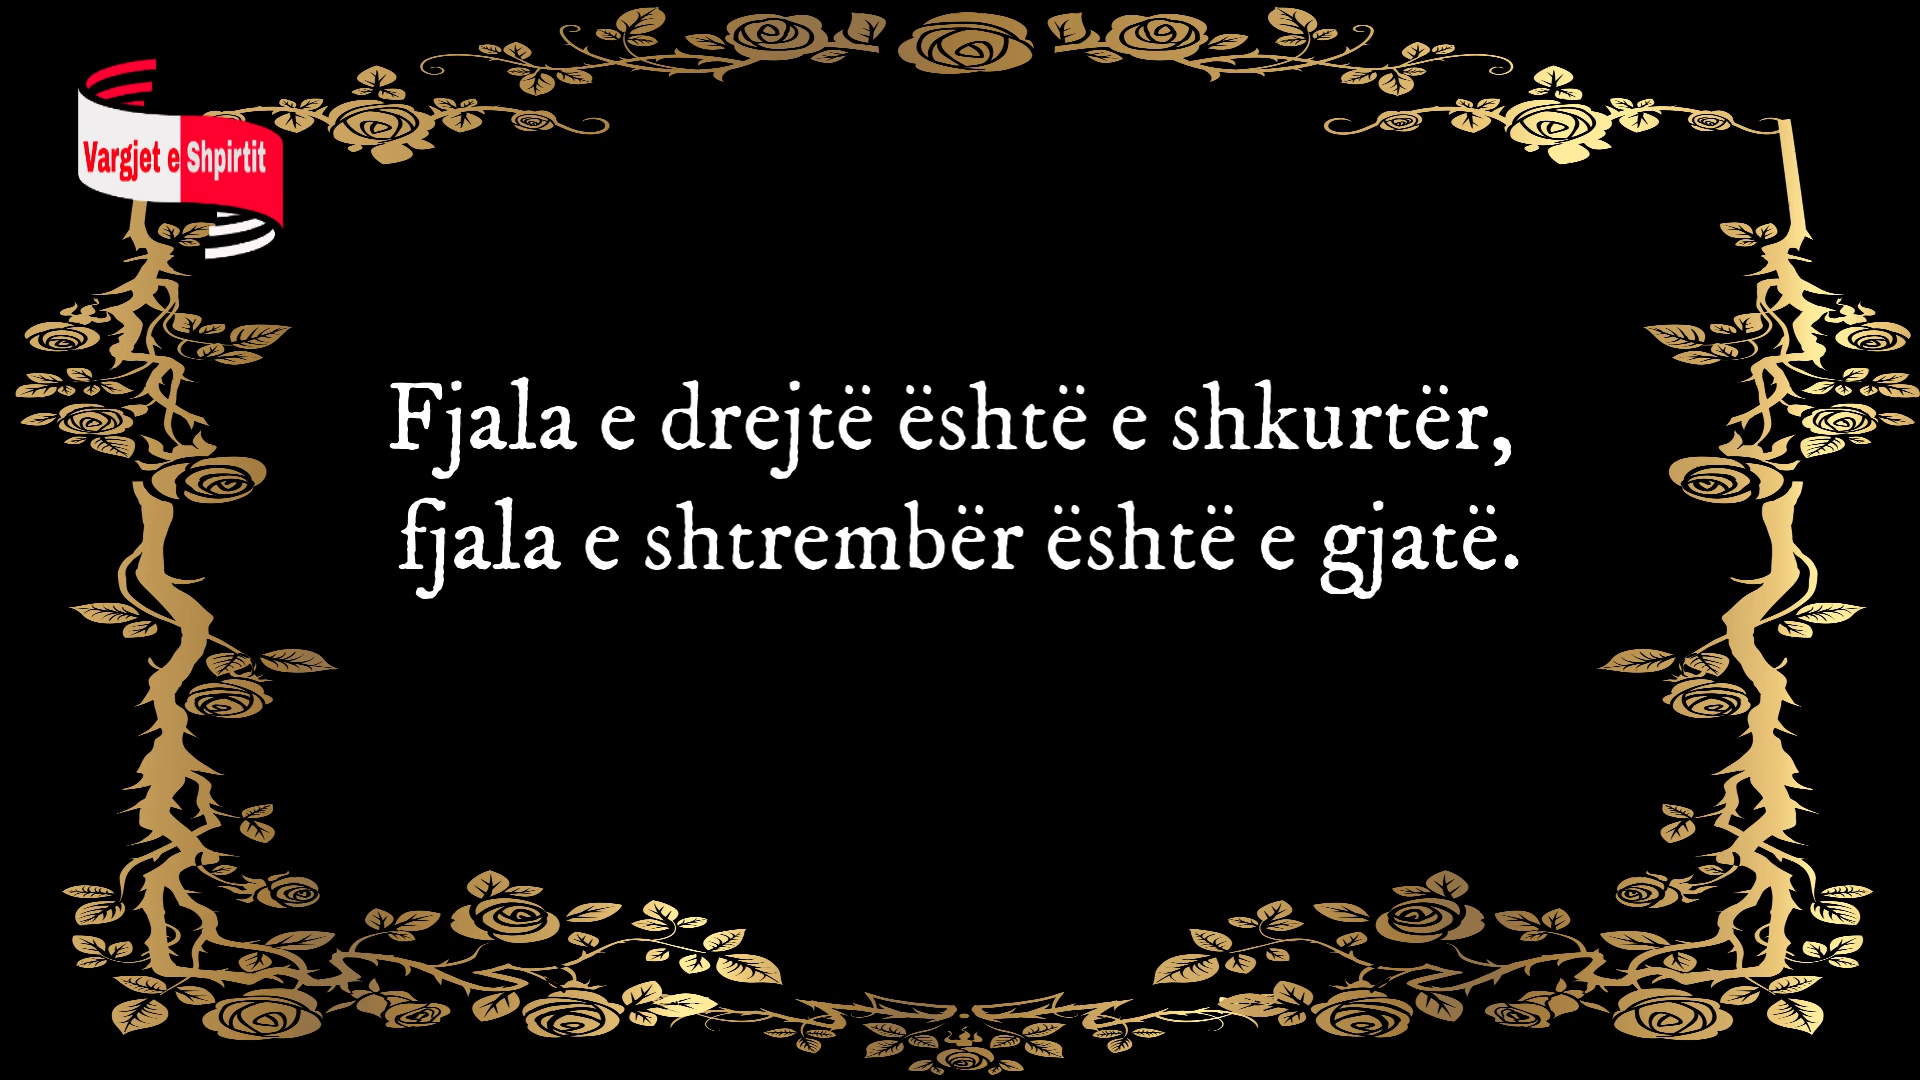 Vargjet e Shpirtit
Fjala e drejtë është e shkurtër,
fjala e shtrembër është e gjatë.